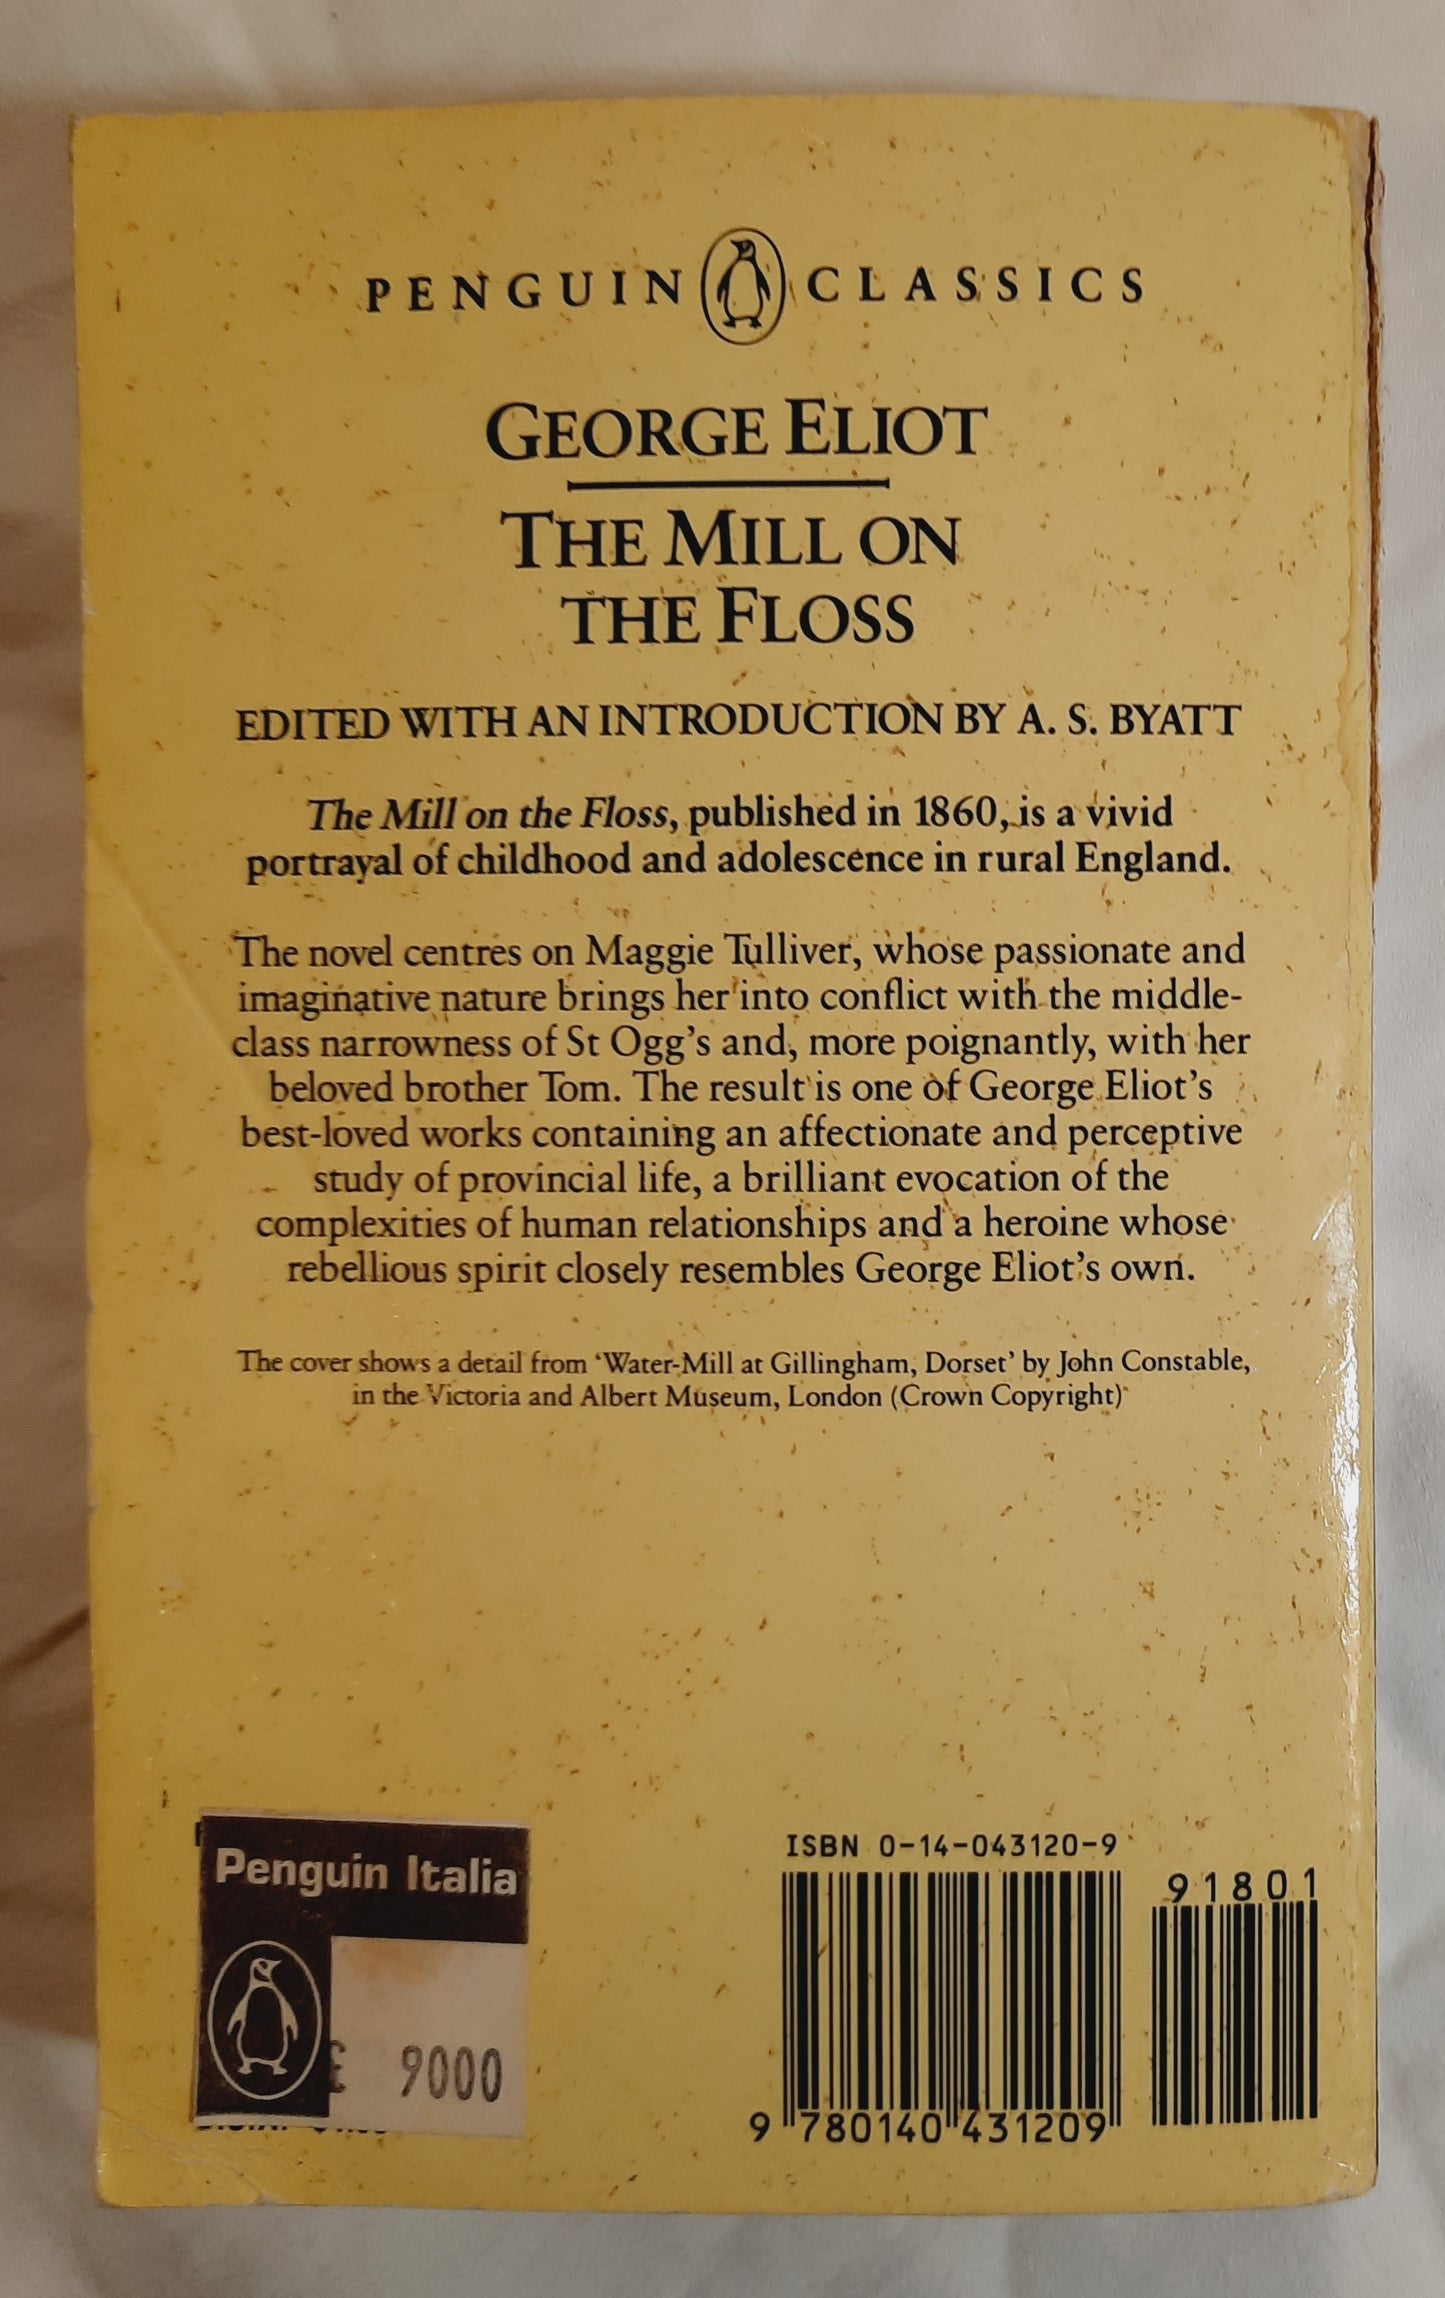 PENGUIN CLASSICS
GEORGE ELIOT
THE MILL ON
THE FLOSS
EDITED WITH AN INTRODUCTION BY A. S. BYATT
The Mill on the Floss, published in 1860, is a vivid
portrayal of childhood and adolescence in rural England.
The novel centres on Maggie Tulliver, whose passionate and
imaginative nature brings her into conflict with the middle-
class narrowness of St Ogg's and, more poignantly, with her
beloved brother Tom. The result is one of George Eliot's
best-loved works containing an affectionate and perceptive
study of provincial life, a brilliant evocation of the
complexities of human relationships and a heroine whose
rebellious spirit closely resembles George Eliot's own.
The cover shows a detail from 'Water-Mill at Gillingham, Dorset' by John Constable,
in the Victoria and Albert Museum, London (Crown Copyright)
Penguin Italia
£ 9000
ISBN 0-14-043120-9
91801
9 780140 431209